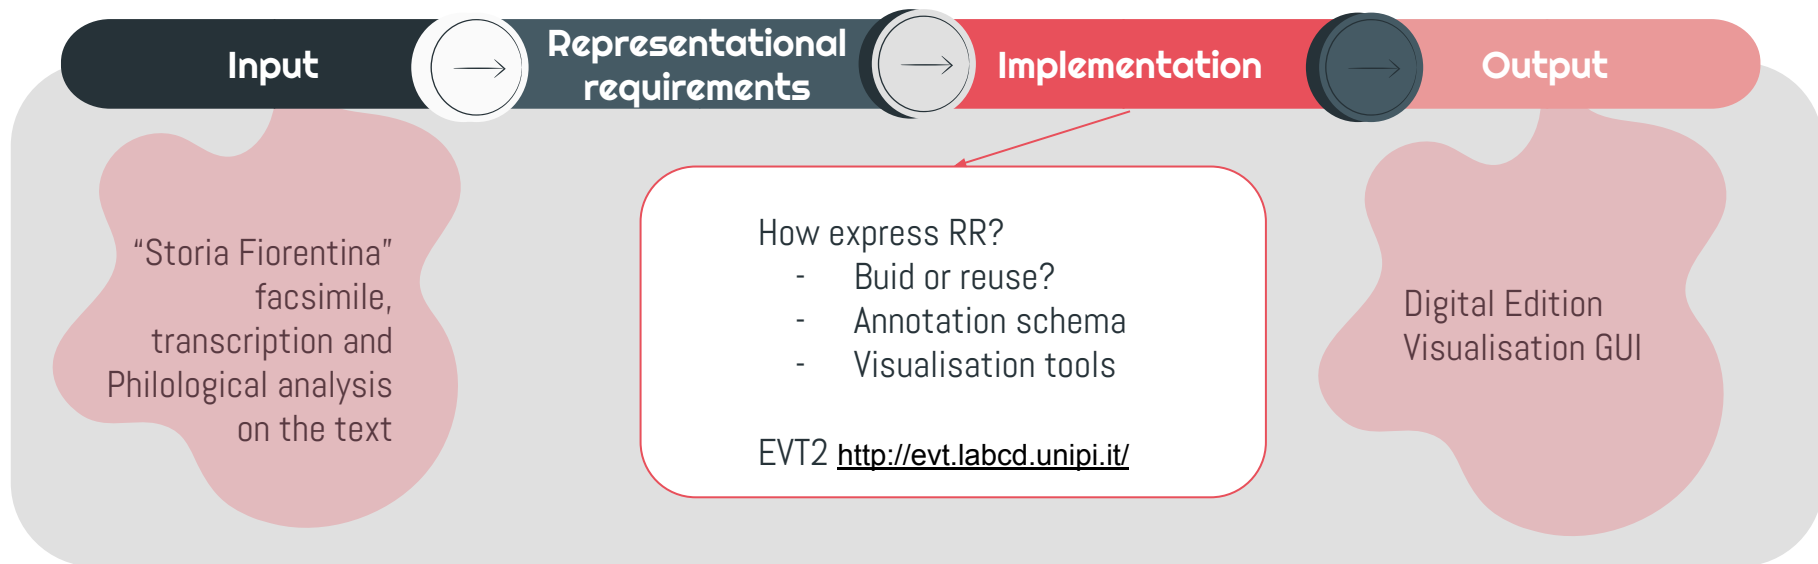 Input
Representational
requirements
Implementation
Output
“Storia Fiorentina”
facsimile,
transcription and
Philological analysis
on the text
How express RR?
- Buid or reuse?
- Annotation schema
- Visualisation tools
EVT2 http://evt.labcd.unipi.it/
Digital Edition
Visualisation GUI